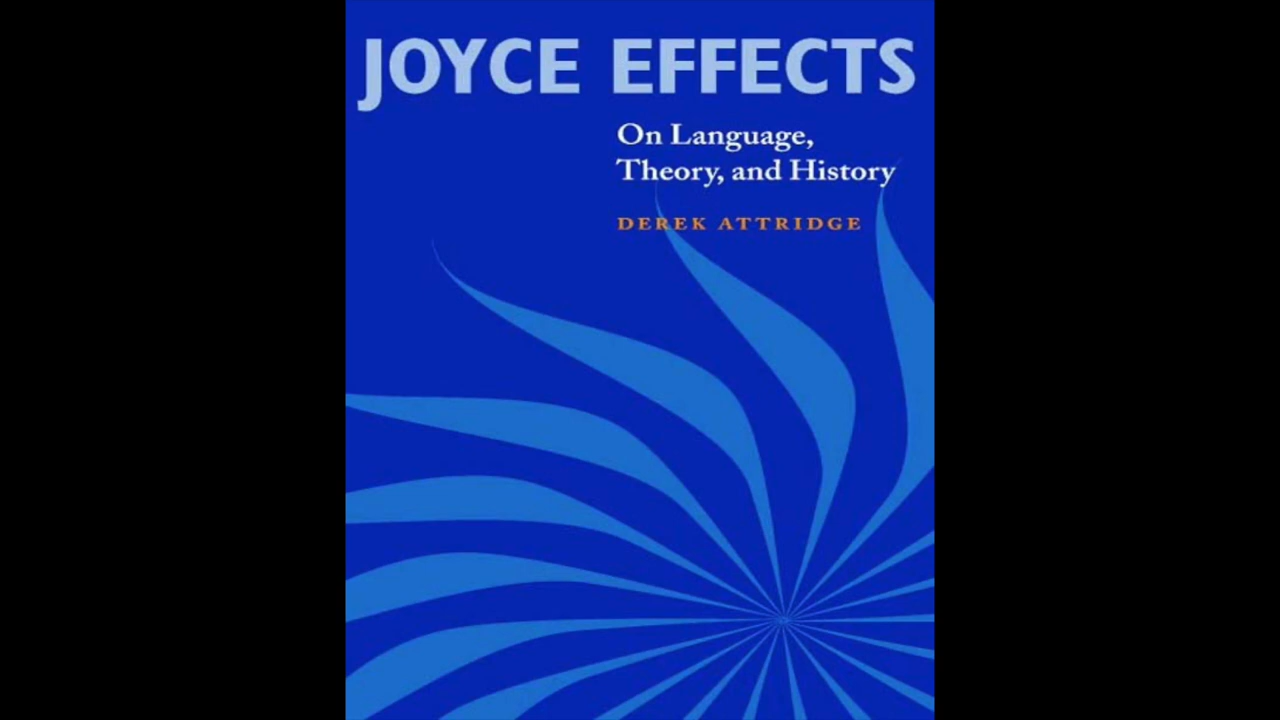 JOYCE EFFECTS
On Language,
Theory, and History
DEREK ATTRIDGE